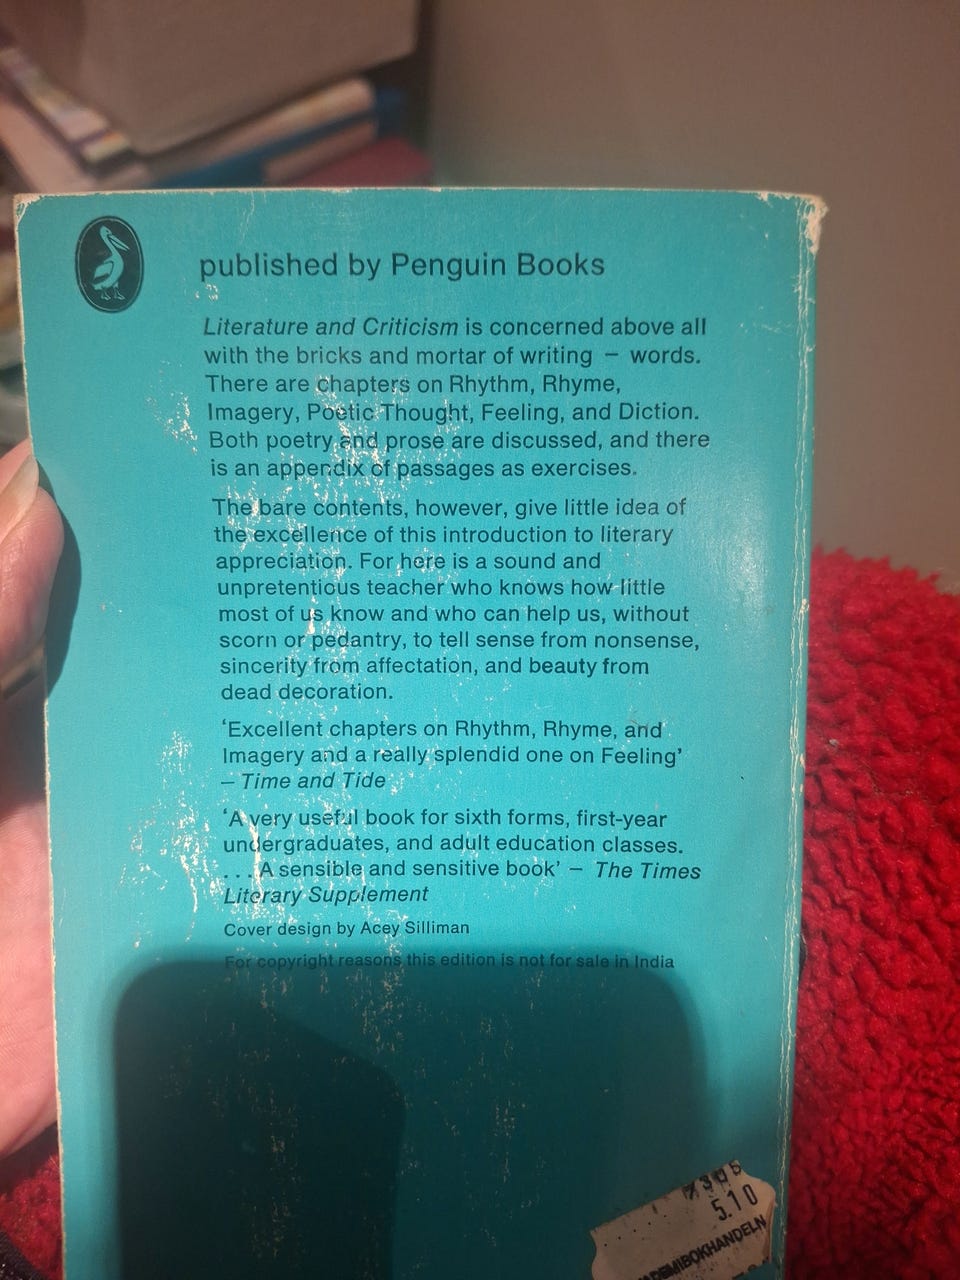 published by Penguin Books
Literature and Criticism is concerned above all
with the bricks and mortar of writing – words.
There are chapters on Rhythm, Rhyme,
Imagery, Poetic Thought, Feeling, and Diction.
Both poetry and prose are discussed, and there
is an appendix of passages as exercises.
The bare contents, however, give little idea of
the excellence of this introduction to literary
appreciation. For here is a sound and
unpretentious teacher who knows how little
most of us know and who can help us, without
scorn or pedantry, to tell sense from nonsense,
sincerity from affectation, and beauty from
dead decoration.
‘Excellent chapters on Rhythm, Rhyme, and
Imagery and a really splendid one on Feeling’
– Time and Tide
‘A very useful book for sixth forms, first-year
undergraduates, and adult education classes.
. . . A sensible and sensitive book’ – The Times
Literary Supplement
Cover design by Acey Silliman
For copyright reasons this edition is not for sale in India
5.10
ADEMIBOKHANDELN